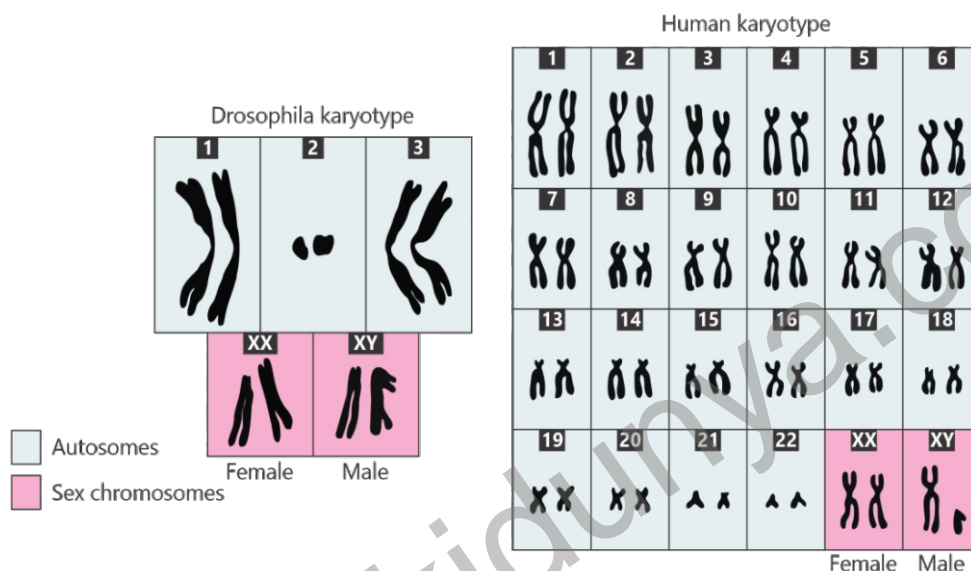 Human karyotype
1 2 3 4 5 6
Drosophila karyotype
1 2 3
7 8 9 10 11 12
XX XY
13 14 15 16 17 18
Female Male
Autosomes
Sex chromosomes
19 20 21 22 XX XY
Female Male
kidunya.co